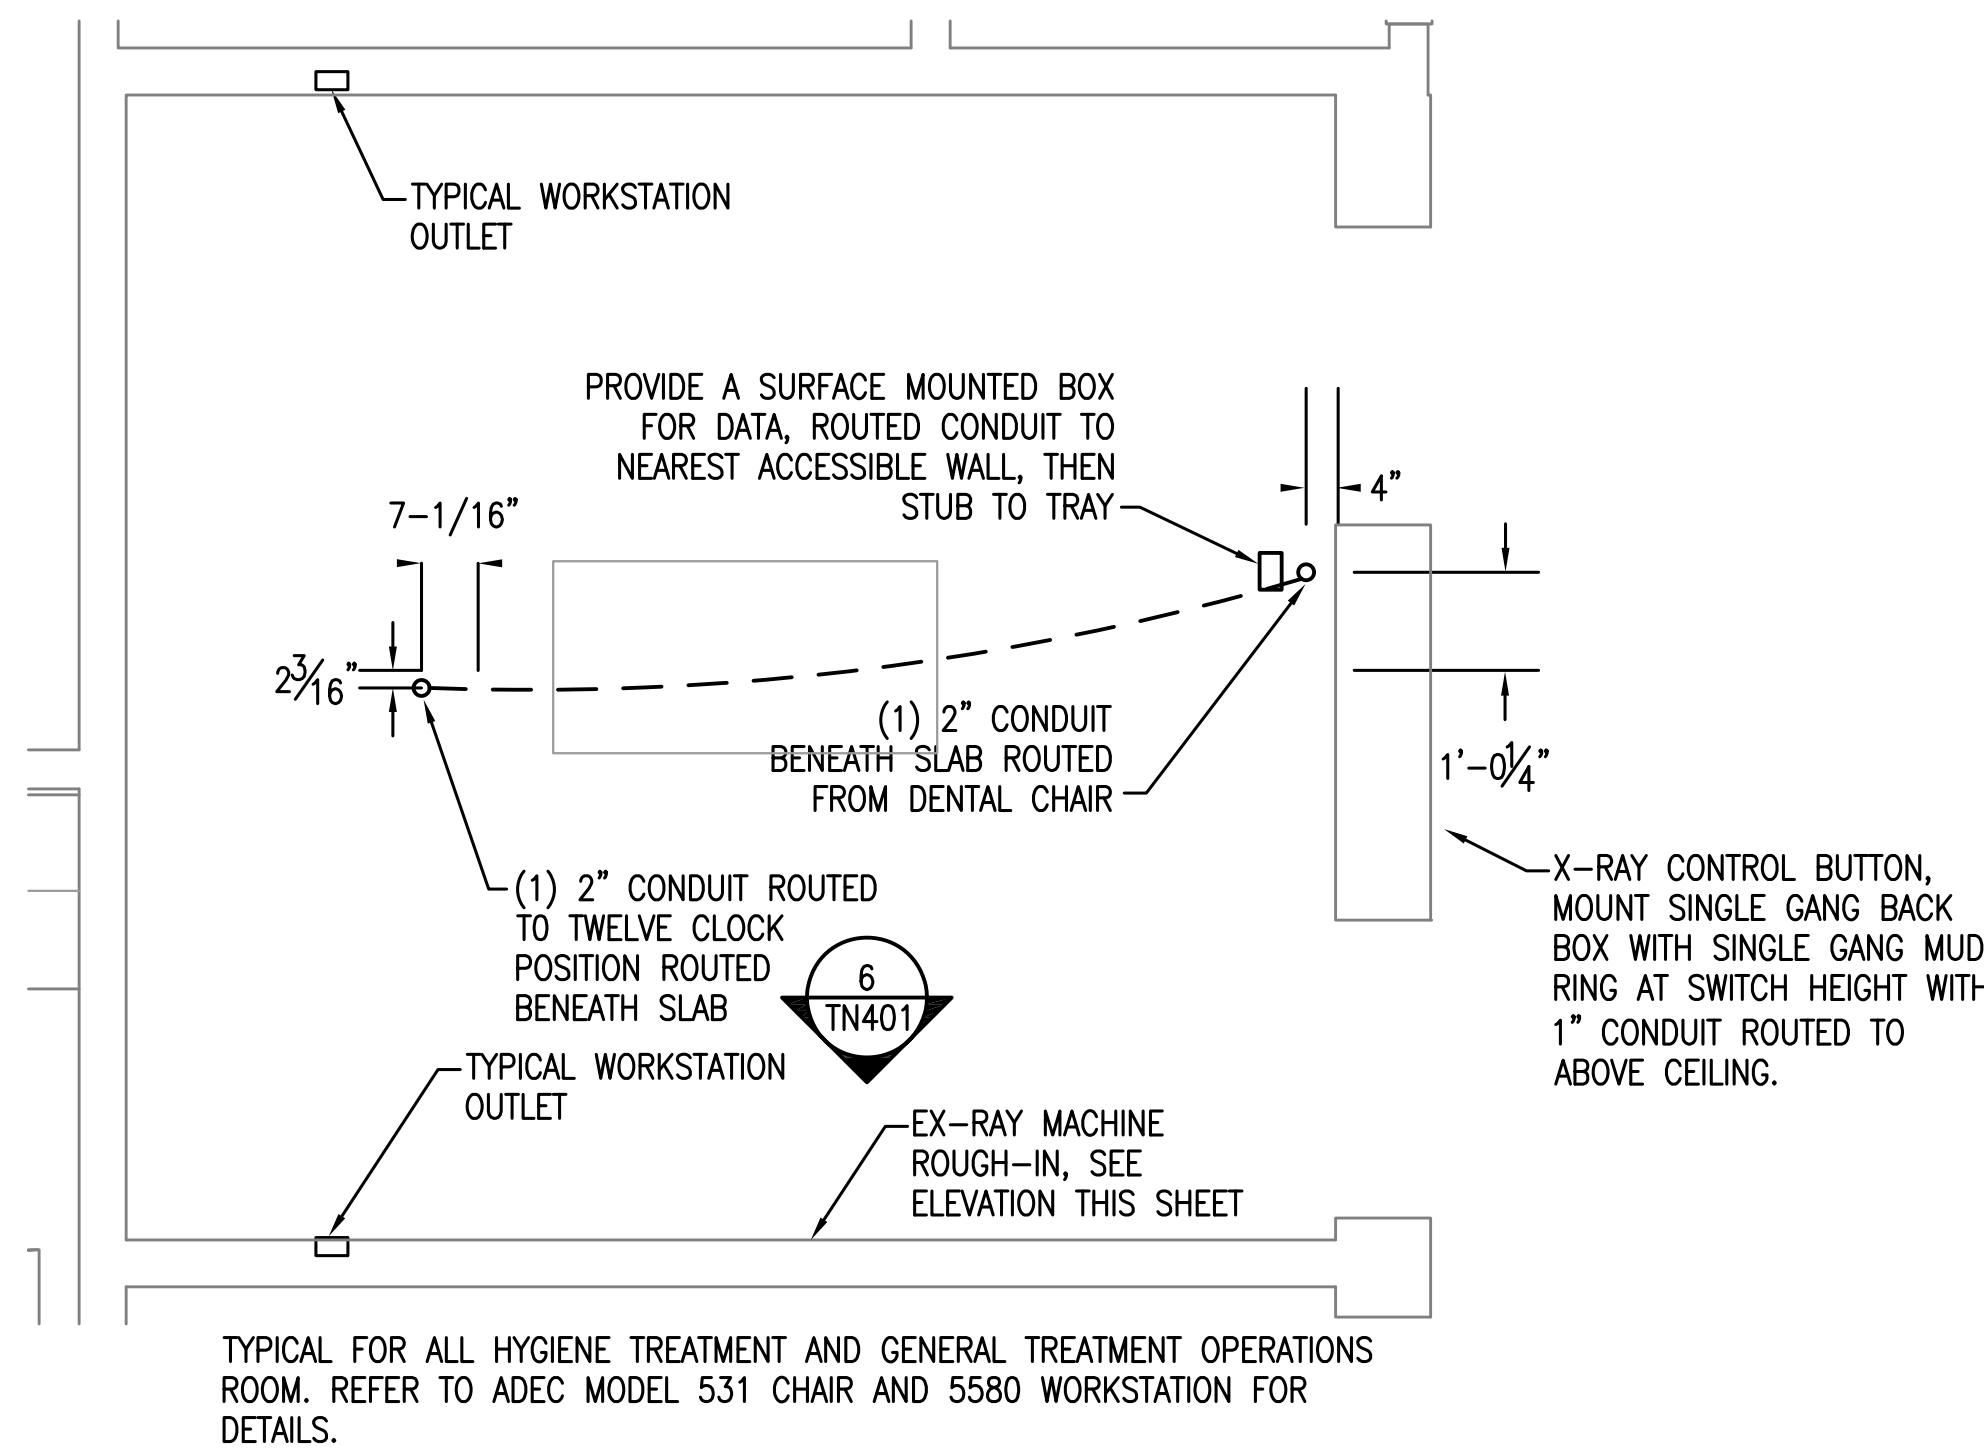 TYPICAL WORKSTATION
OUTLET
PROVIDE A SURFACE MOUNTED BOX
FOR DATA, ROUTED CONDUIT TO
NEAREST ACCESSIBLE WALL, THEN
STUB TO TRAY
4"
7-1/16"
2 3/16"
(1) 2" CONDUIT
BENEATH SLAB ROUTED
FROM DENTAL CHAIR
1'-0 1/4"
X-RAY CONTROL BUTTON,
MOUNT SINGLE GANG BACK
BOX WITH SINGLE GANG MUD
RING AT SWITCH HEIGHT WITH
1" CONDUIT ROUTED TO
ABOVE CEILING.
(1) 2" CONDUIT ROUTED
TO TWELVE CLOCK
POSITION ROUTED
BENEATH SLAB
6
TN401
TYPICAL WORKSTATION
OUTLET
EX-RAY MACHINE
ROUGH-IN, SEE
ELEVATION THIS SHEET
TYPICAL FOR ALL HYGIENE TREATMENT AND GENERAL TREATMENT OPERATIONS
ROOM. REFER TO ADEC MODEL 531 CHAIR AND 5580 WORKSTATION FOR
DETAILS.